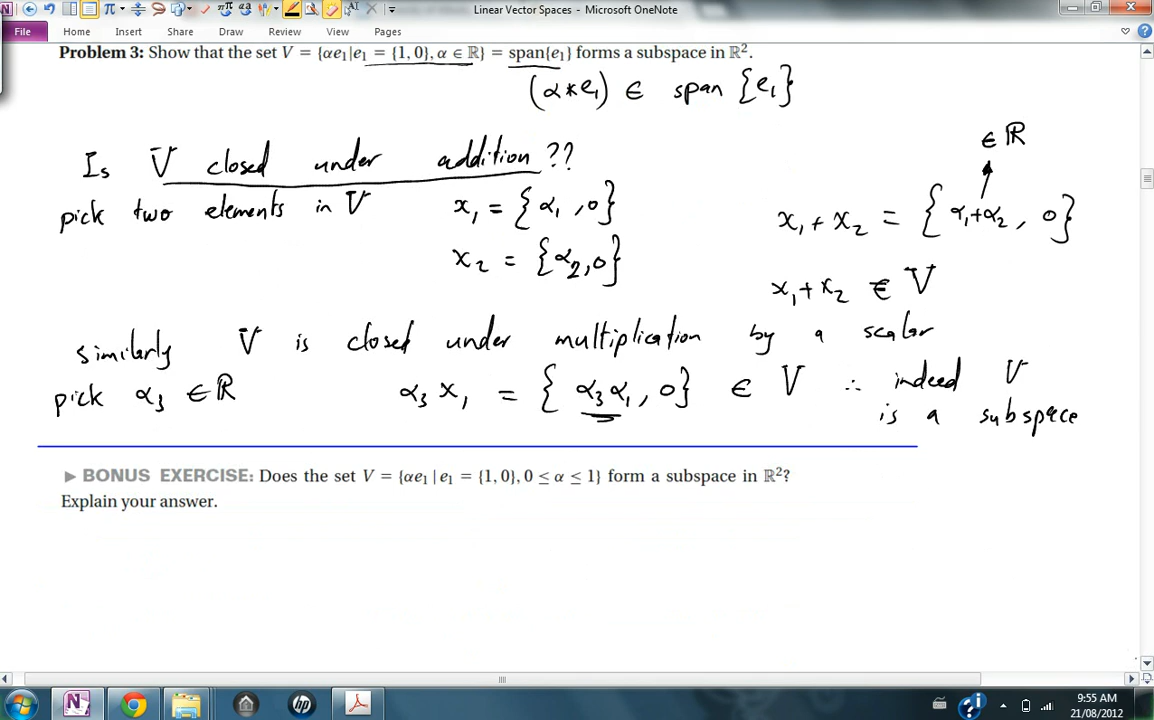 Linear Vector Spaces - Microsoft OneNote
File Home Insert Share Draw Review View Pages
Problem 3: Show that the set V = {αe₁|e₁ = {1, 0}, α ∈ ℝ} = span{e₁} forms a subspace in ℝ².
(α*e₁) ∈ span {e₁}
∈ ℝ
Is V closed under addition ??
pick two elements in V x₁ = {α₁, 0}
x₂ = {α₂, 0}
x₁ + x₂ = {α₁+α₂, 0}
x₁+x₂ ∈ V
similarly V is closed under multiplication by a scalar
pick α₃ ∈ ℝ α₃ x₁ = {α₃α₁, 0} ∈ V ∴ indeed V
is a subspace
▶ BONUS EXERCISE: Does the set V = {αe₁ | e₁ = {1, 0}, 0 ≤ α ≤ 1} form a subspace in ℝ²?
Explain your answer.
9:55 AM
21/08/2012